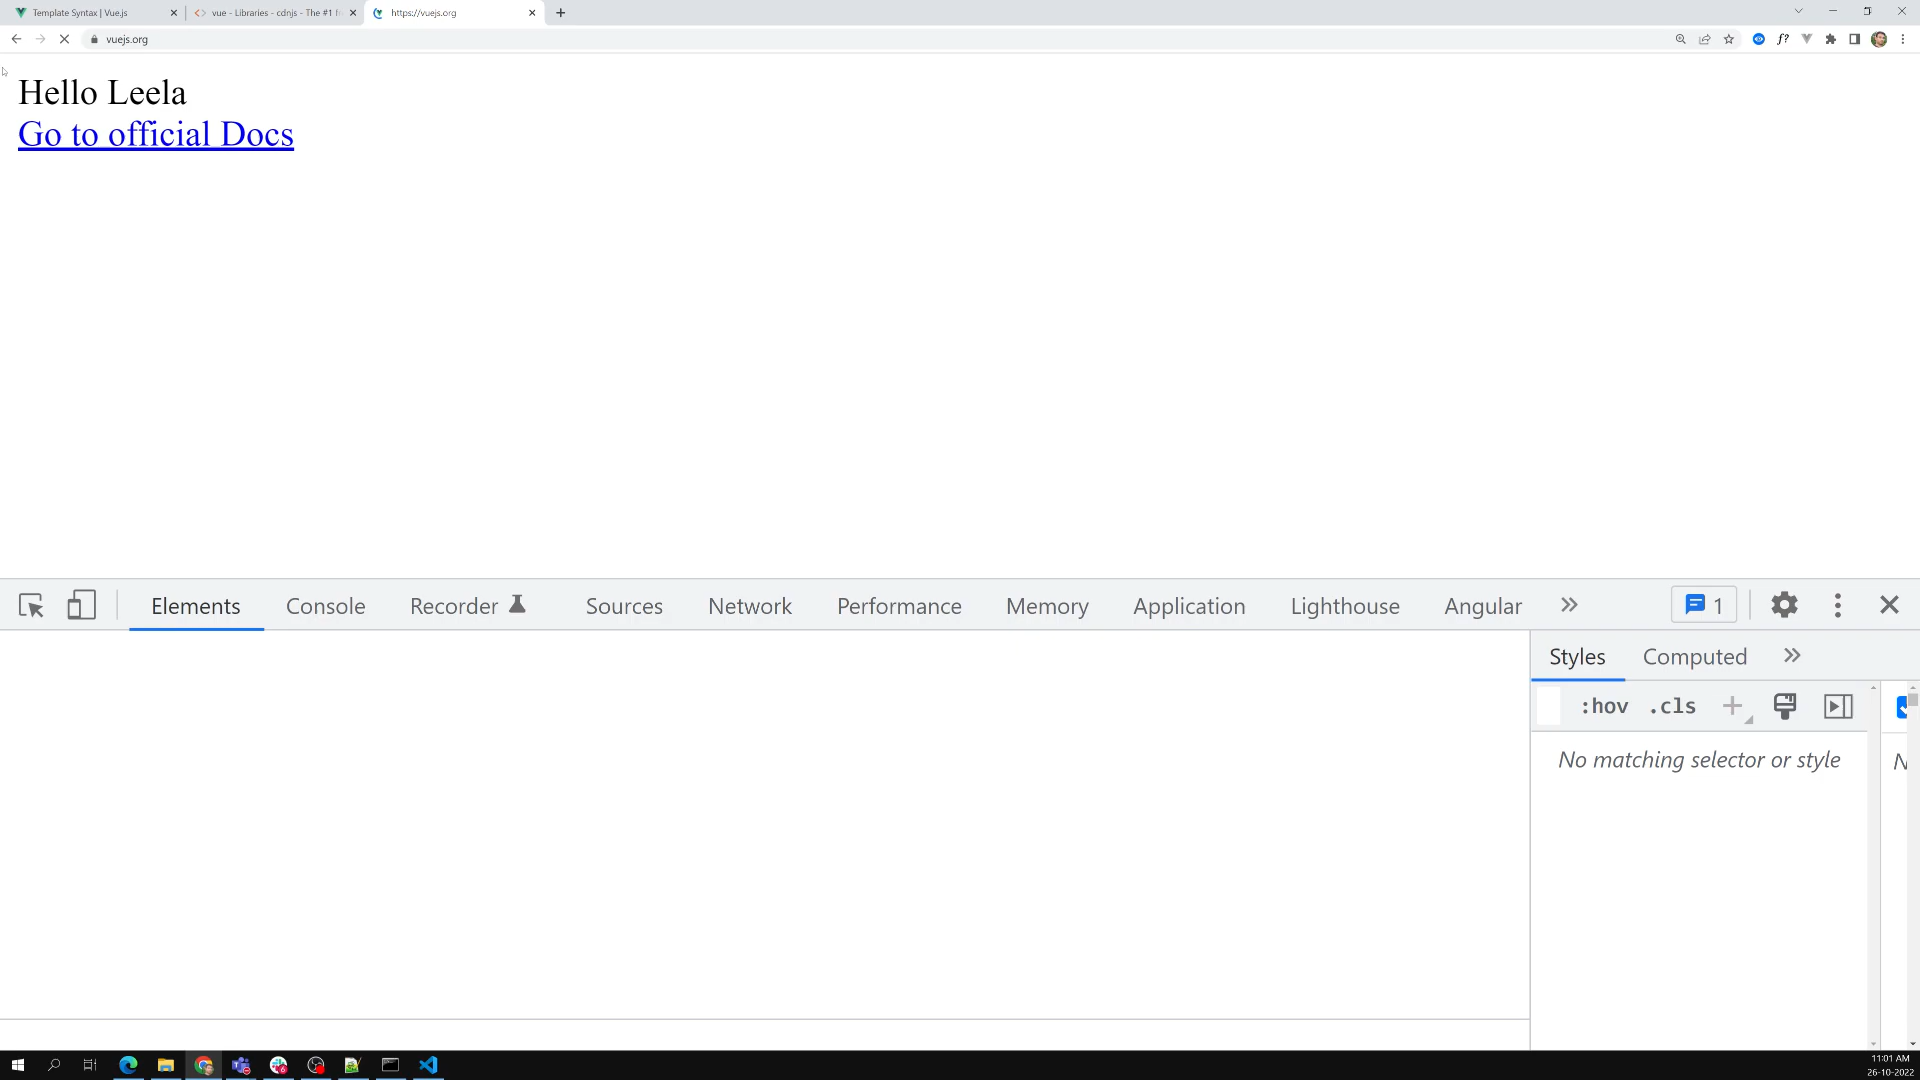 Template Syntax | Vue.js
vue - Libraries - cdnjs - The #1
https://vuejs.org
vuejs.org
f?
Hello Leela
Go to official Docs
Elements
Console
Recorder
Sources
Network
Performance
Memory
Application
Lighthouse
Angular
1
Styles
Computed
:hov
.cls
No matching selector or style
N
11:01 AM
26-10-2022